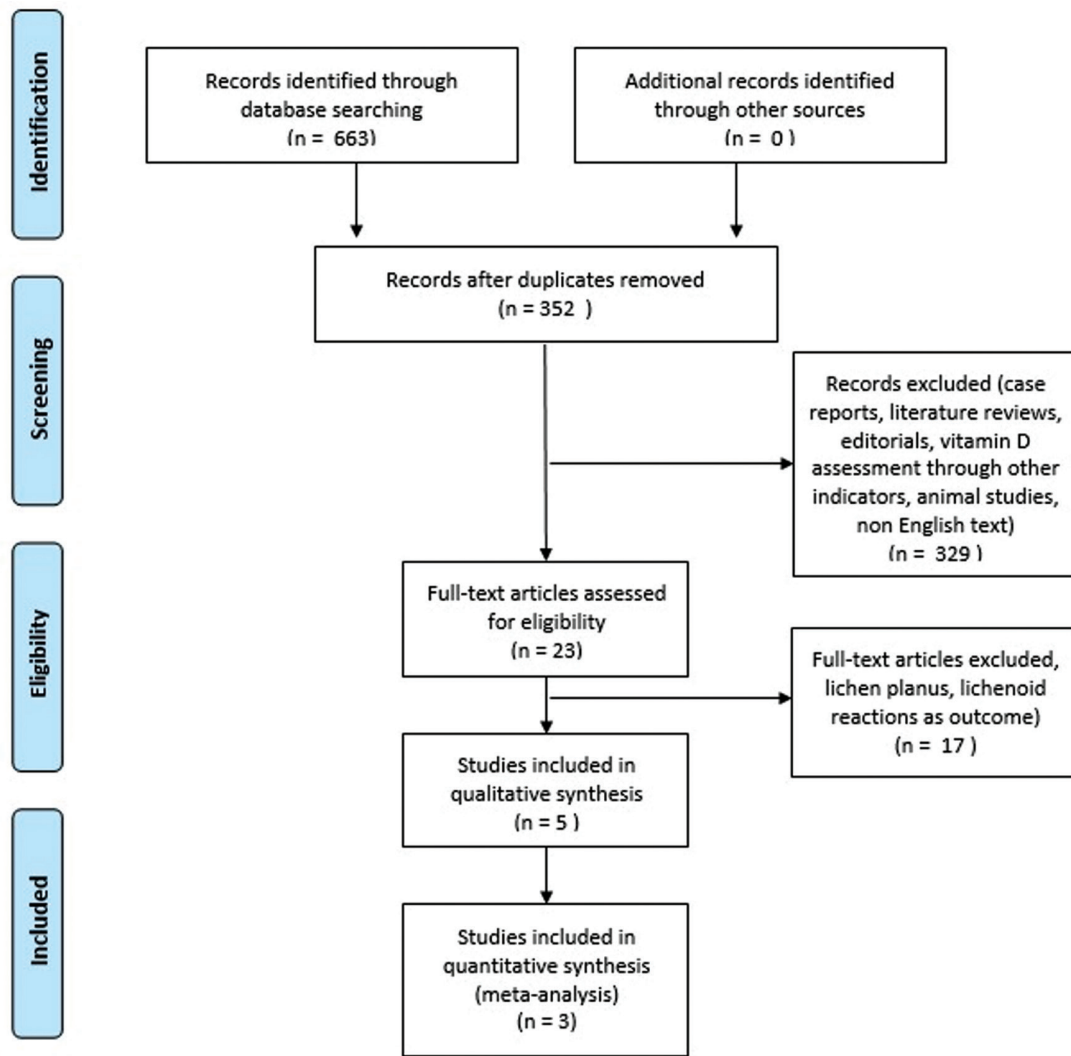 Identification
Records identified through
database searching
(n = 663)
Additional records identified
through other sources
(n = 0 )
Screening
Records after duplicates removed
(n = 352 )
Records excluded (case
reports, literature reviews,
editorials, vitamin D
assessment through other
indicators, animal studies,
non English text)
(n = 329 )
Eligibility
Full-text articles assessed
for eligibility
(n = 23)
Full-text articles excluded,
lichen planus, lichenoid
reactions as outcome)
(n = 17 )
Studies included in
qualitative synthesis
(n = 5 )
Included
Studies included in
quantitative synthesis
(meta-analysis)
(n = 3)